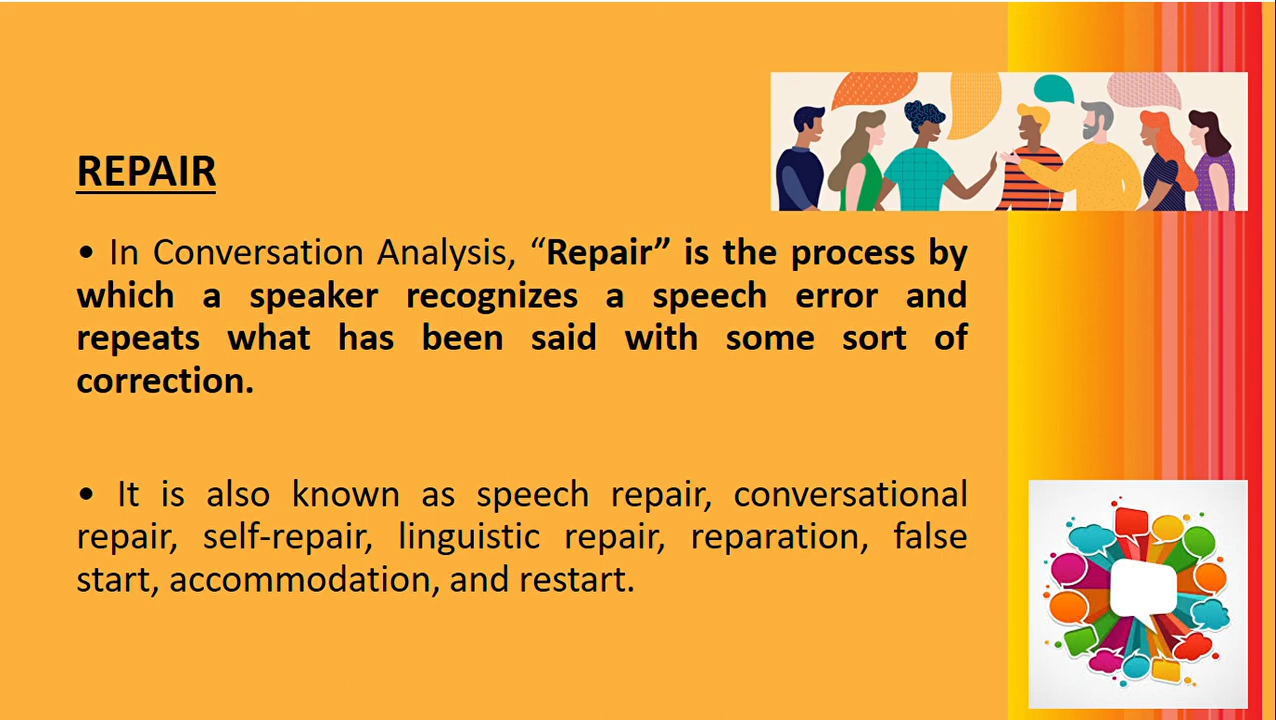 REPAIR
• In Conversation Analysis, “Repair” is the process by
which a speaker recognizes a speech error and
repeats what has been said with some sort of
correction.
• It is also known as speech repair, conversational
repair, self-repair, linguistic repair, reparation, false
start, accommodation, and restart.